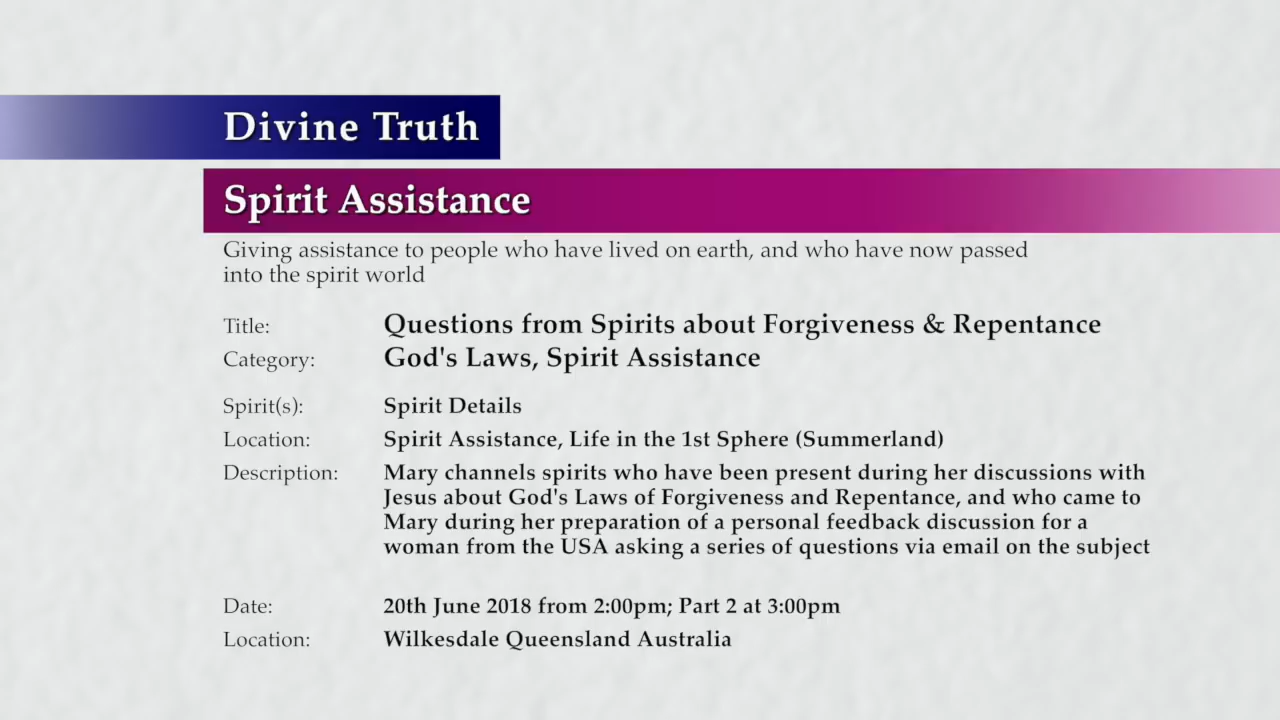 Divine Truth
Spirit Assistance
Giving assistance to people who have lived on earth, and who have now passed
into the spirit world
Title: Questions from Spirits about Forgiveness & Repentance
Category: God's Laws, Spirit Assistance
Spirit(s): Spirit Details
Location: Spirit Assistance, Life in the 1st Sphere (Summerland)
Description: Mary channels spirits who have been present during her discussions with
Jesus about God's Laws of Forgiveness and Repentance, and who came to
Mary during her preparation of a personal feedback discussion for a
woman from the USA asking a series of questions via email on the subject
Date: 20th June 2018 from 2:00pm; Part 2 at 3:00pm
Location: Wilkesdale Queensland Australia